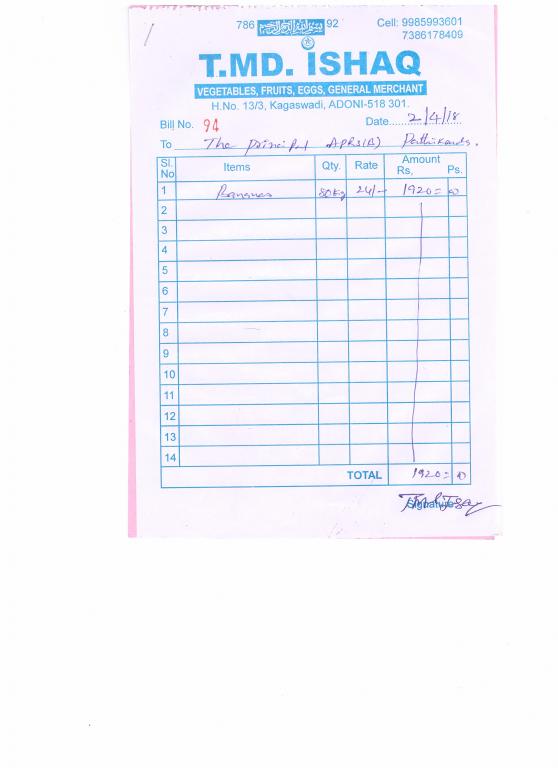 786 92 Cell: 9985993601
7386178409
T.MD. ISHAQ
VEGETABLES, FRUITS, EGGS, GENERAL MERCHANT
H.No. 13/3, Kagaswadi, ADONI-518 301.
Bill No. 94 Date 2/4/18
To The principal APRS(B)
Sl. No Items Qty. Rate Amount Rs, Ps.
1 Bananas 80kg 24/- 1920=00
2
3
4
5
6
7
8
9
10
11
12
13
14
TOTAL 1920=00
Signature